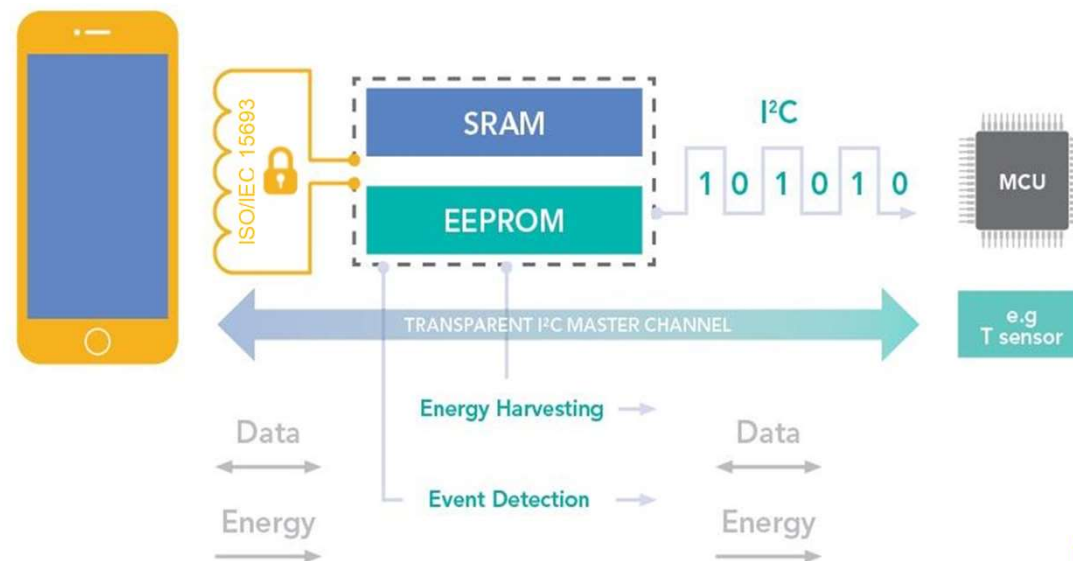 ISO/IEC 15693
SRAM
EEPROM
I²C
1 0 1 0 1 0
MCU
TRANSPARENT I²C MASTER CHANNEL
e.g
T sensor
Energy Harvesting
Data
Data
Event Detection
Energy
Energy